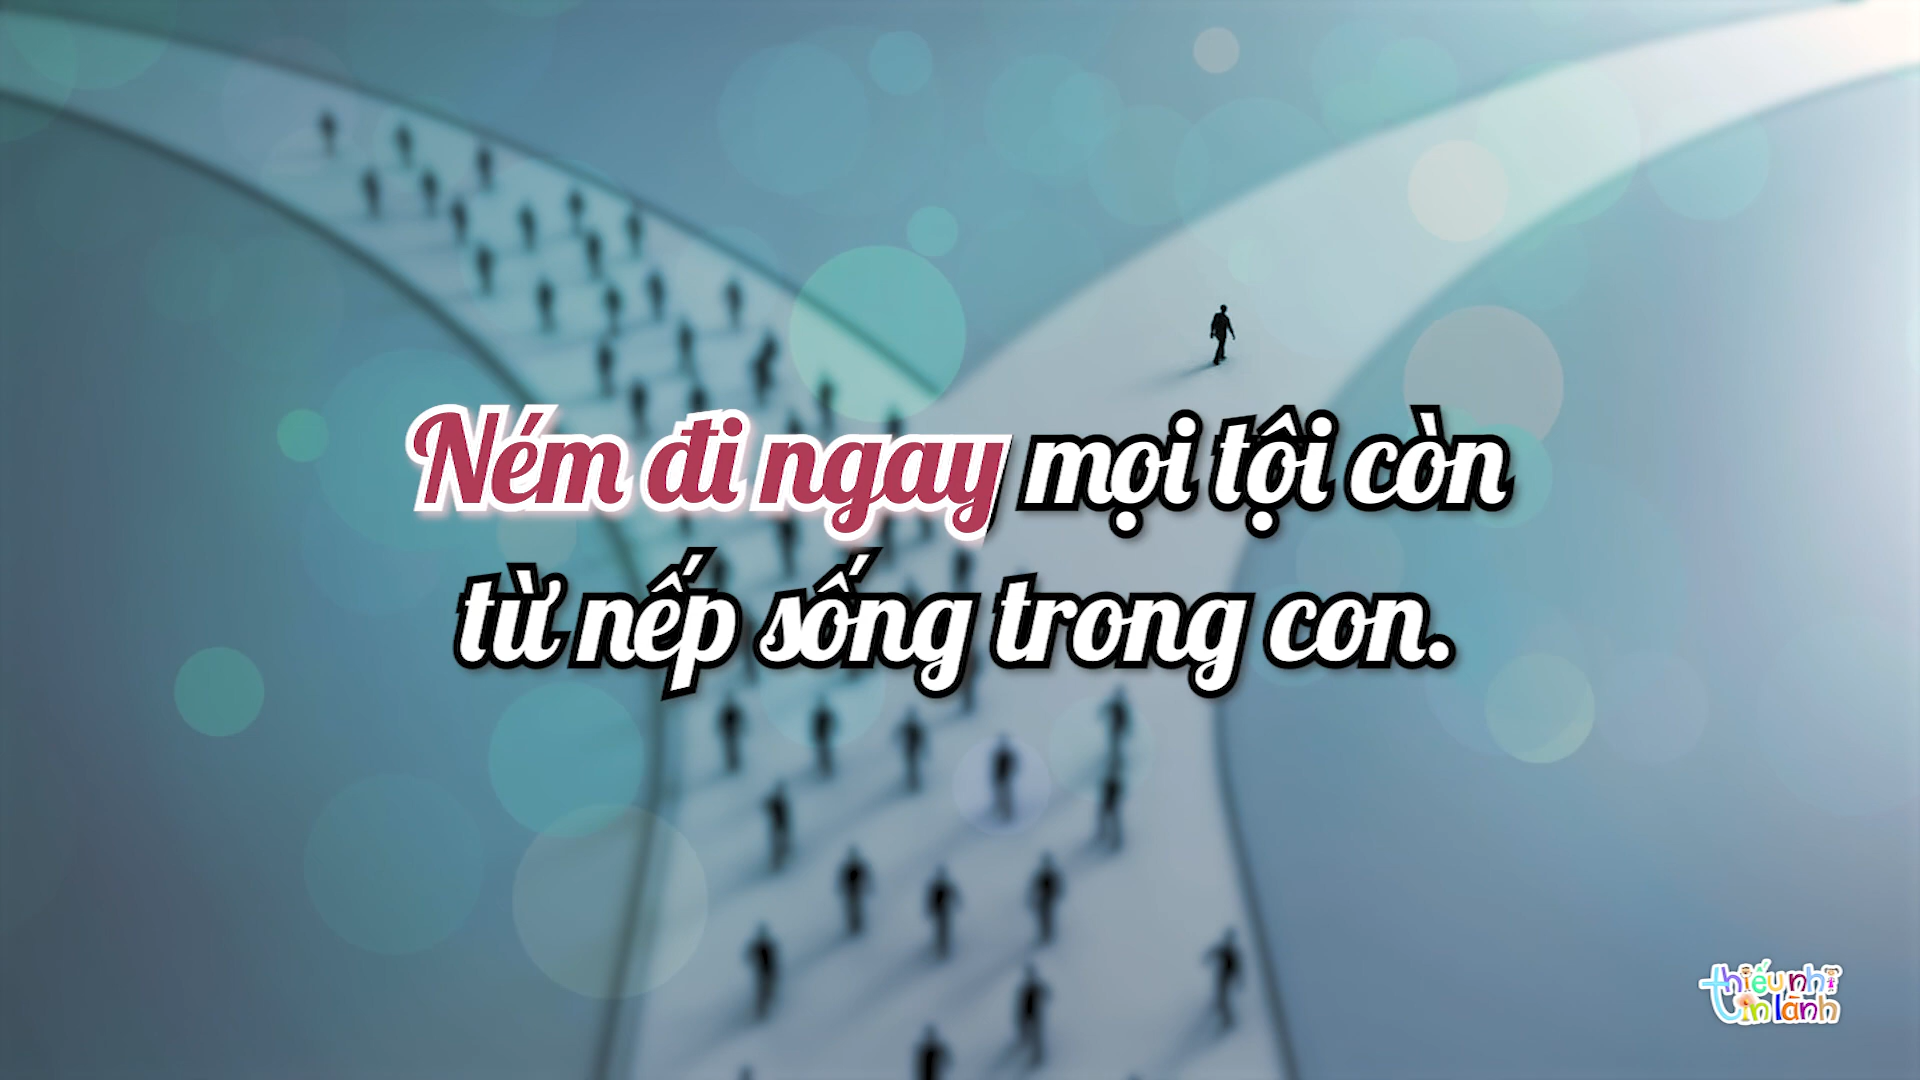 Ném đi ngay mọi tội còn
từ nếp sống trong con.
thiếu nhi
tin lành